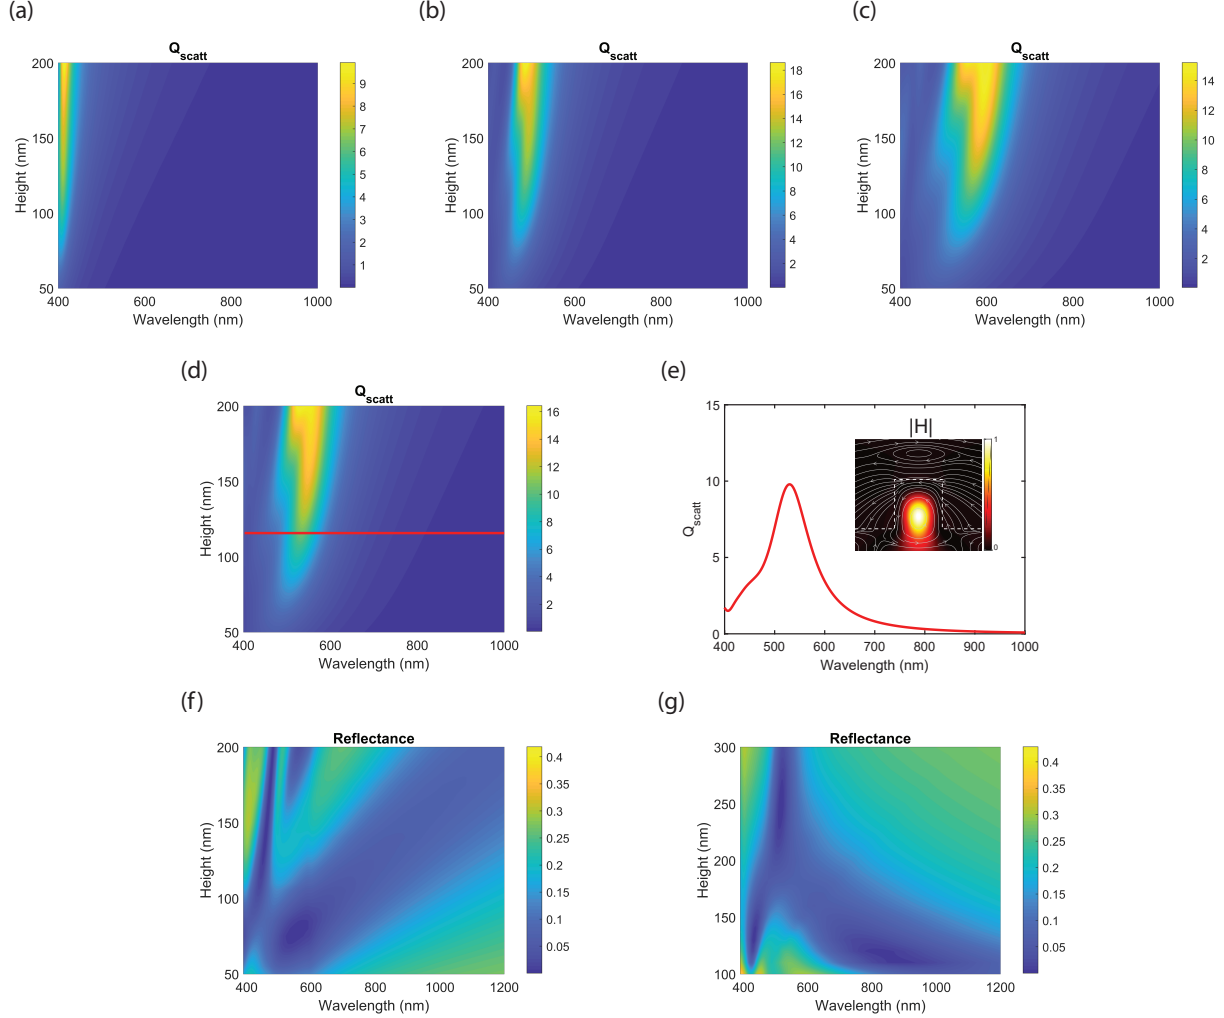 (a)
Q_scatt
200
150
100
50
Height (nm)
400 600 800 1000
Wavelength (nm)
9
8
7
6
5
4
3
2
1
(b)
Q_scatt
200
150
100
50
Height (nm)
400 600 800 1000
Wavelength (nm)
18
16
14
12
10
8
6
4
2
(c)
Q_scatt
200
150
100
50
Height (nm)
400 600 800 1000
Wavelength (nm)
14
12
10
8
6
4
2
(d)
Q_scatt
200
150
100
50
Height (nm)
400 600 800 1000
Wavelength (nm)
16
14
12
10
8
6
4
2
(e)
15
10
5
0
Q_scatt
|H|
1
0
400 500 600 700 800 900 1000
Wavelength (nm)
(f)
Reflectance
200
150
100
50
Height (nm)
400 600 800 1000 1200
Wavelength (nm)
0.4
0.35
0.3
0.25
0.2
0.15
0.1
0.05
(g)
Reflectance
300
250
200
150
100
Height (nm)
400 600 800 1000 1200
Wavelength (nm)
0.4
0.35
0.3
0.25
0.2
0.15
0.1
0.05